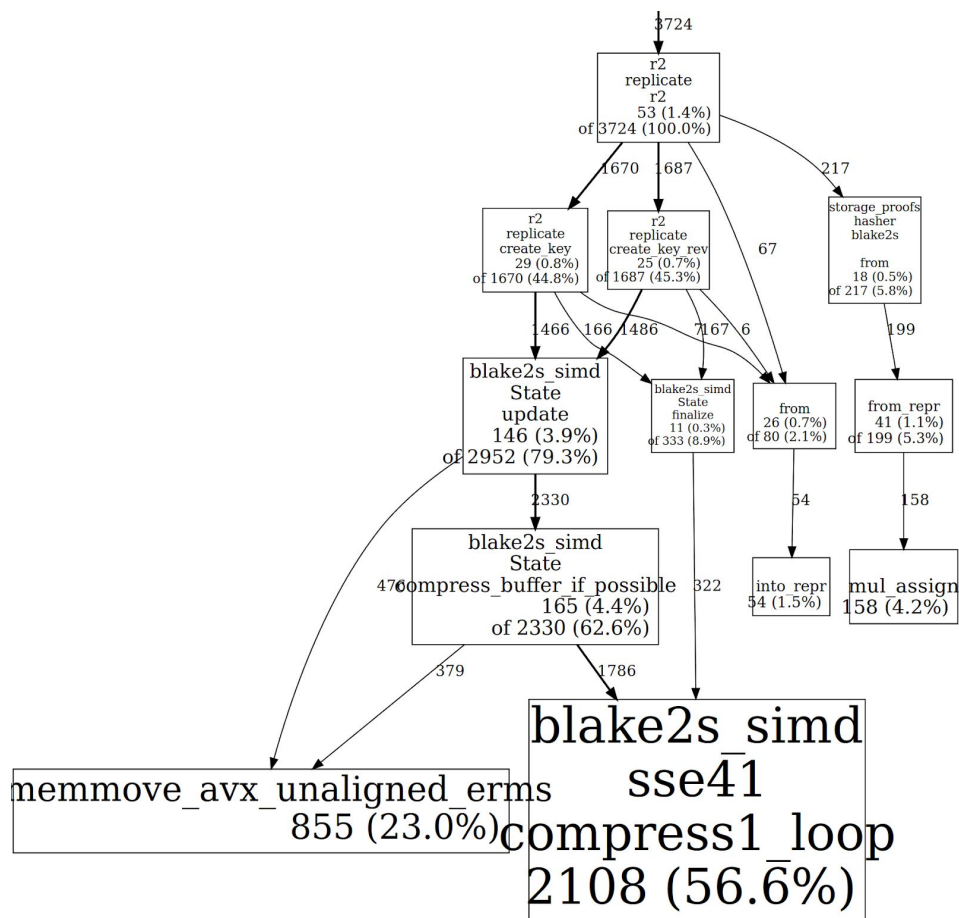 3724
r2
replicate
r2
53 (1.4%)
of 3724 (100.0%)
1670
1687
217
67
r2
replicate
create_key
29 (0.8%)
of 1670 (44.8%)
r2
replicate
create_key_rev
25 (0.7%)
of 1687 (45.3%)
storage_proofs
hasher
blake2s
from
18 (0.5%)
of 217 (5.8%)
1466
166
1486
7
167
6
199
blake2s_simd
State
update
146 (3.9%)
of 2952 (79.3%)
blake2s_simd
State
finalize
11 (0.3%)
of 333 (8.9%)
from
26 (0.7%)
of 80 (2.1%)
from_repr
41 (1.1%)
of 199 (5.3%)
2330
54
158
blake2s_simd
State
compress_buffer_if_possible
165 (4.4%)
of 2330 (62.6%)
476
322
into_repr
54 (1.5%)
mul_assign
158 (4.2%)
379
1786
memmove_avx_unaligned_erms
855 (23.0%)
blake2s_simd
sse41
compress1_loop
2108 (56.6%)